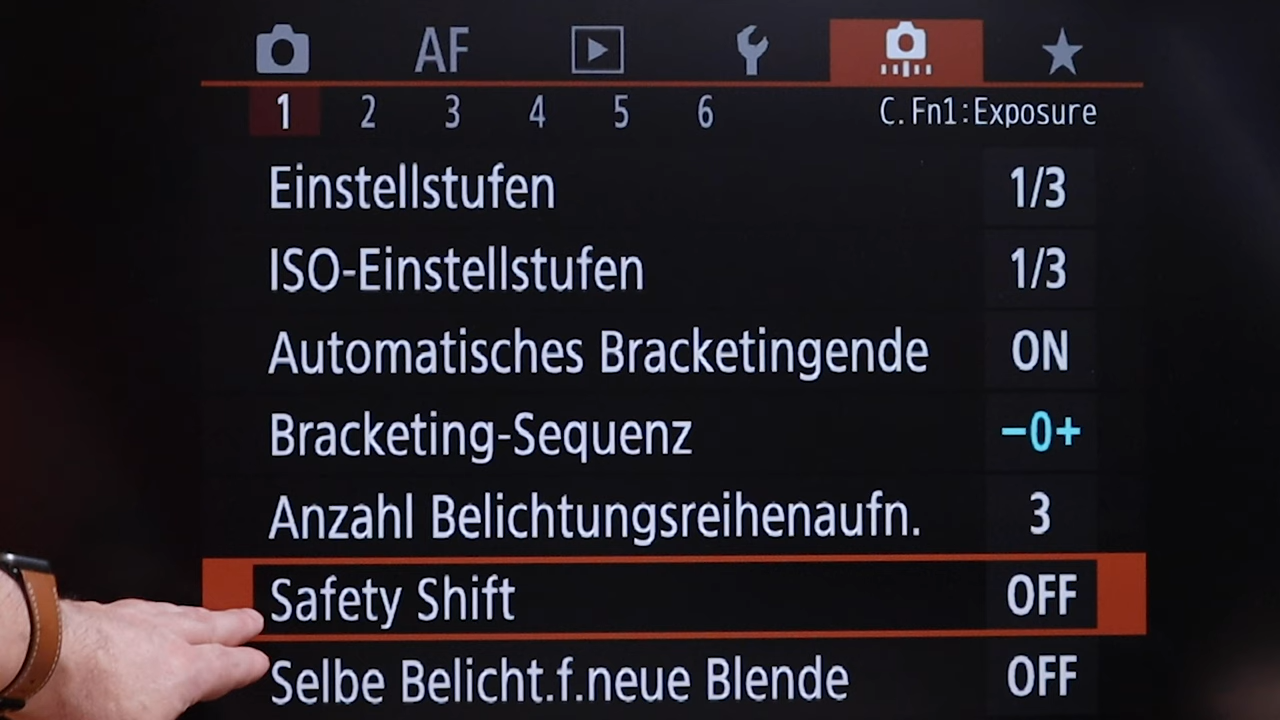 AF
1 2 3 4 5 6 C.Fn1:Exposure
Einstellstufen 1/3
ISO-Einstellstufen 1/3
Automatisches Bracketingende ON
Bracketing-Sequenz -0+
Anzahl Belichtungsreihenaufn. 3
Safety Shift OFF
Selbe Belicht.f.neue Blende OFF